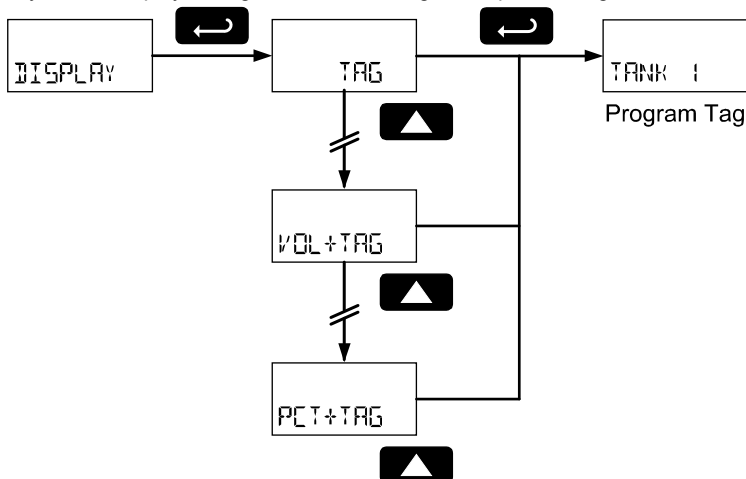 DISPLAY
TAG
TANK 1
Program Tag
VOL+TAG
PCT+TAG